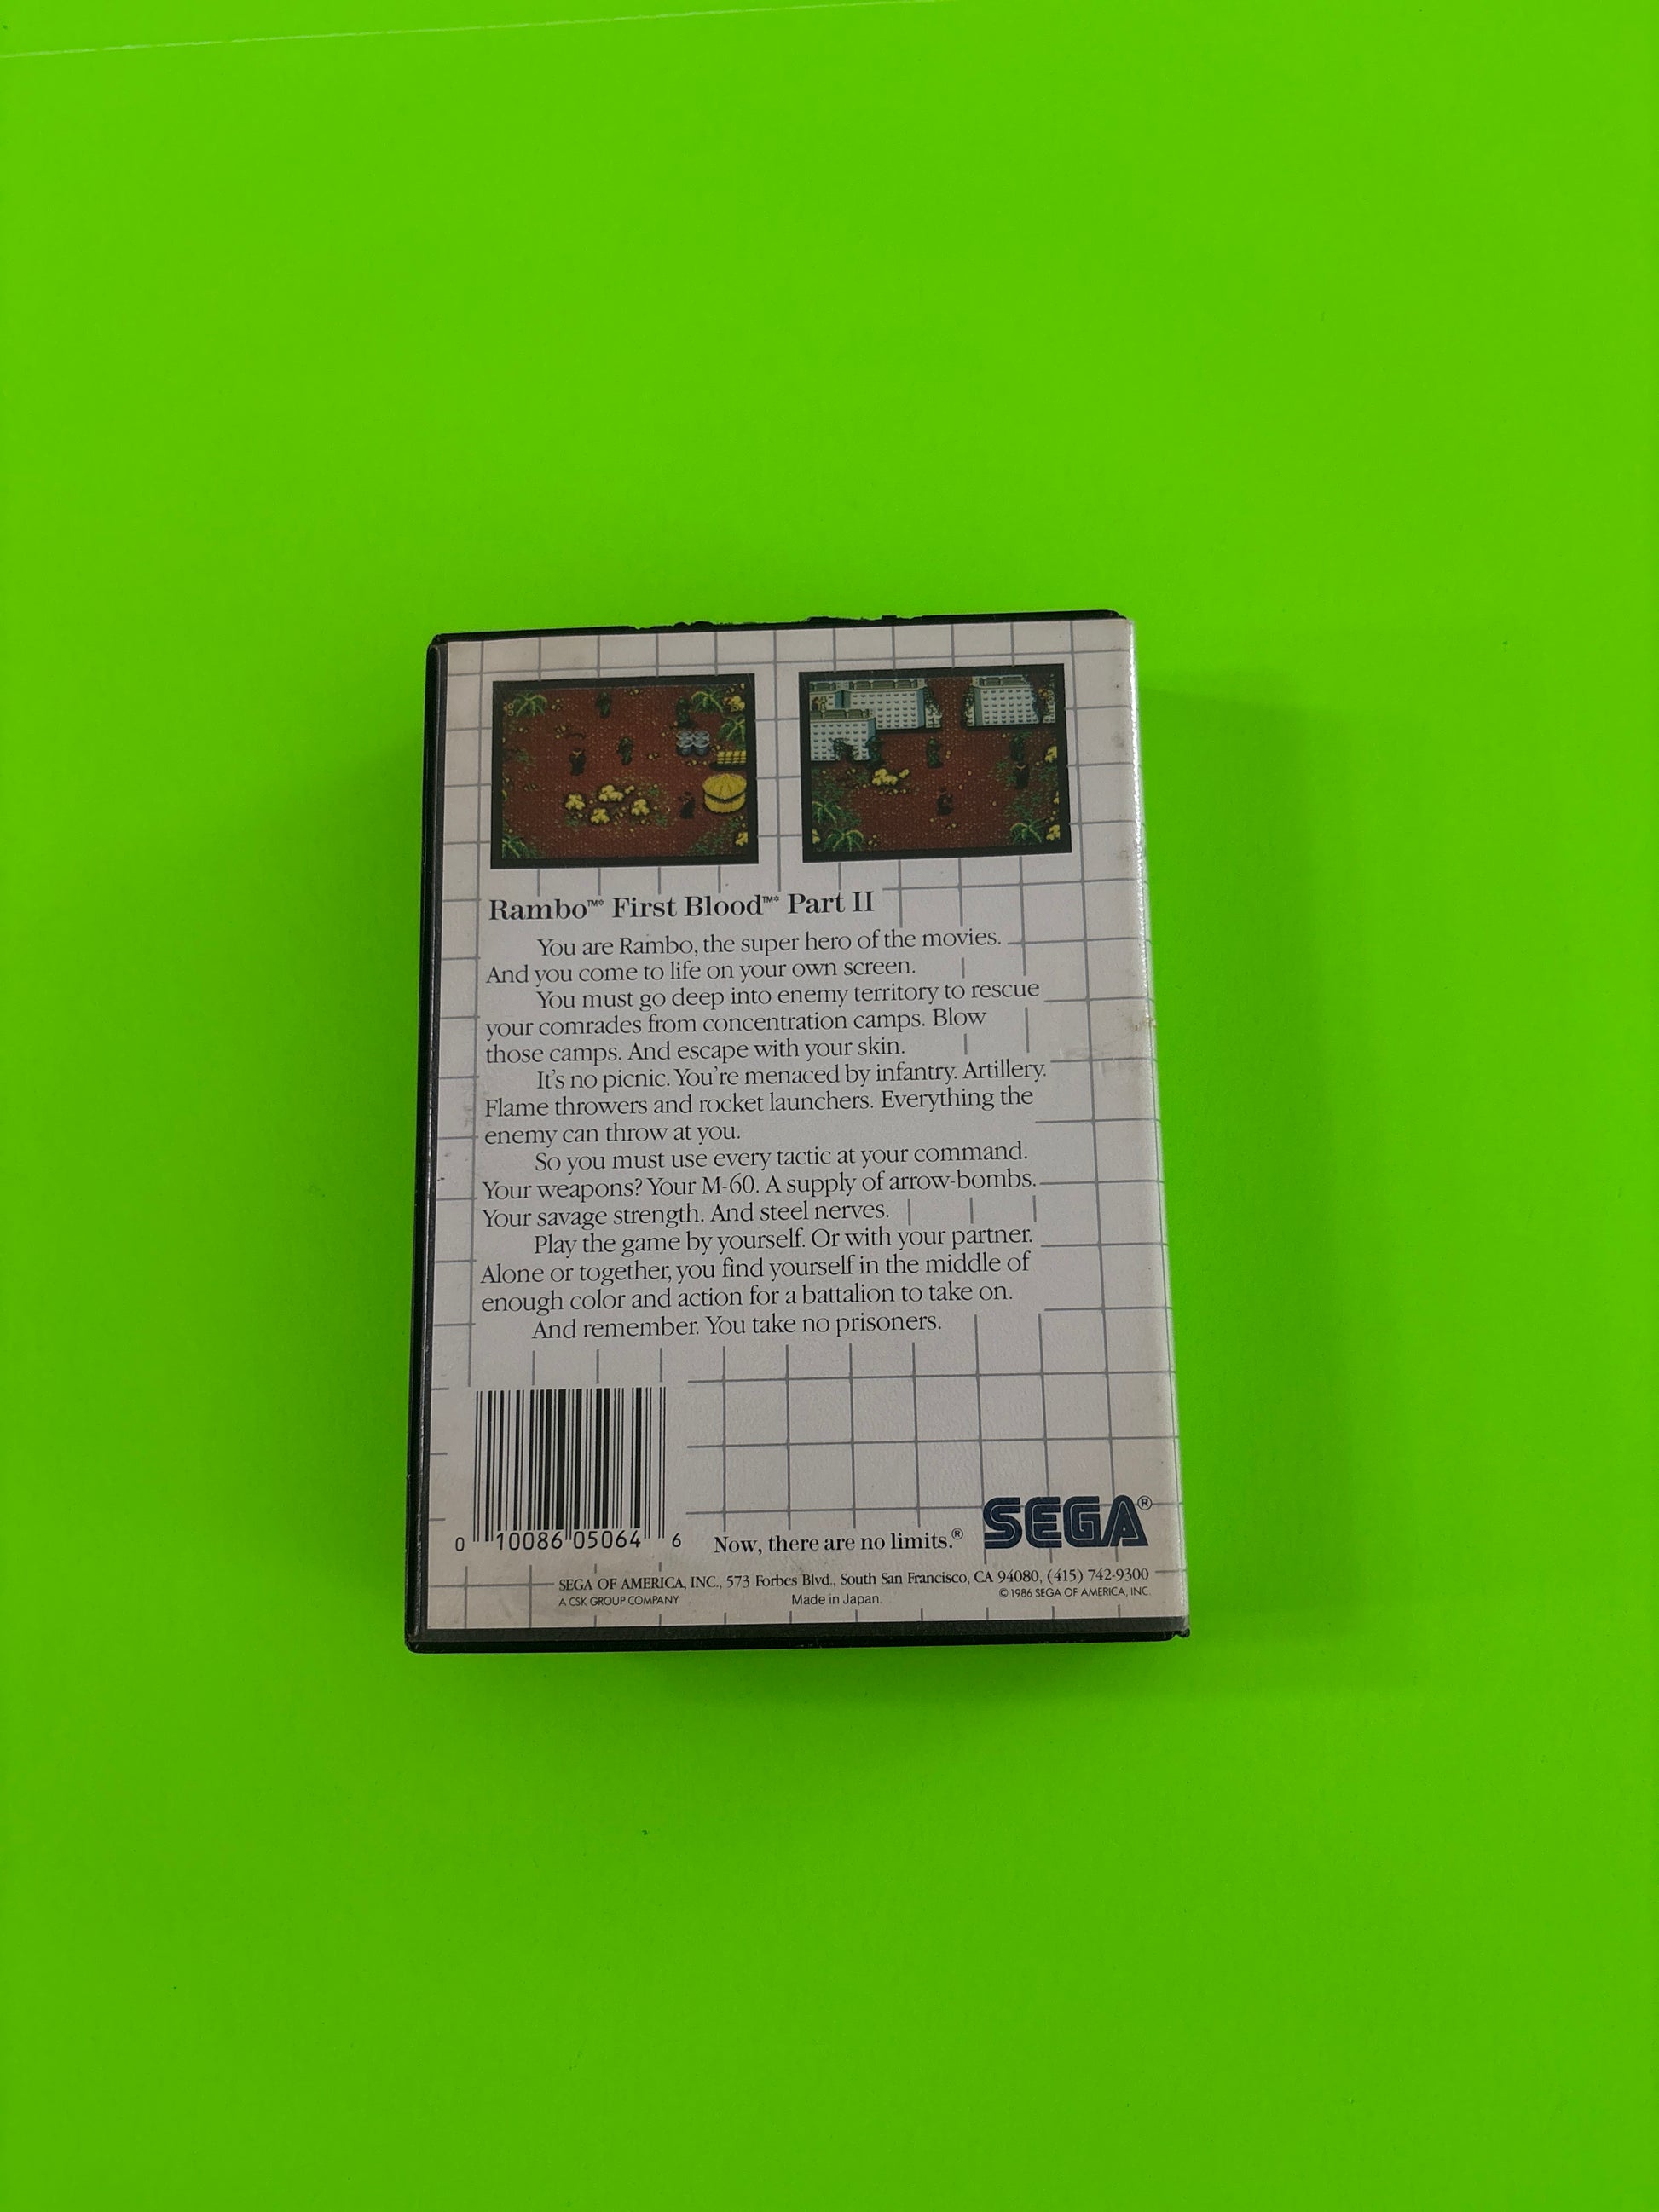 Rambo™* First Blood™* Part II
You are Rambo, the super hero of the movies.
And you come to life on your own screen.
You must go deep into enemy territory to rescue
your comrades from concentration camps. Blow
those camps. And escape with your skin.
It's no picnic. You're menaced by infantry. Artillery.
Flame throwers and rocket launchers. Everything the
enemy can throw at you.
So you must use every tactic at your command.
Your weapons? Your M-60. A supply of arrow-bombs.
Your savage strength. And steel nerves.
Play the game by yourself. Or with your partner.
Alone or together, you find yourself in the middle of
enough color and action for a battalion to take on.
And remember. You take no prisoners.
0 10086 05064 6
Now, there are no limits.® SEGA®
SEGA OF AMERICA, INC., 573 Forbes Blvd., South San Francisco, CA 94080, (415) 742-9300
A CSK GROUP COMPANY Made in Japan. © 1986 SEGA OF AMERICA, INC.